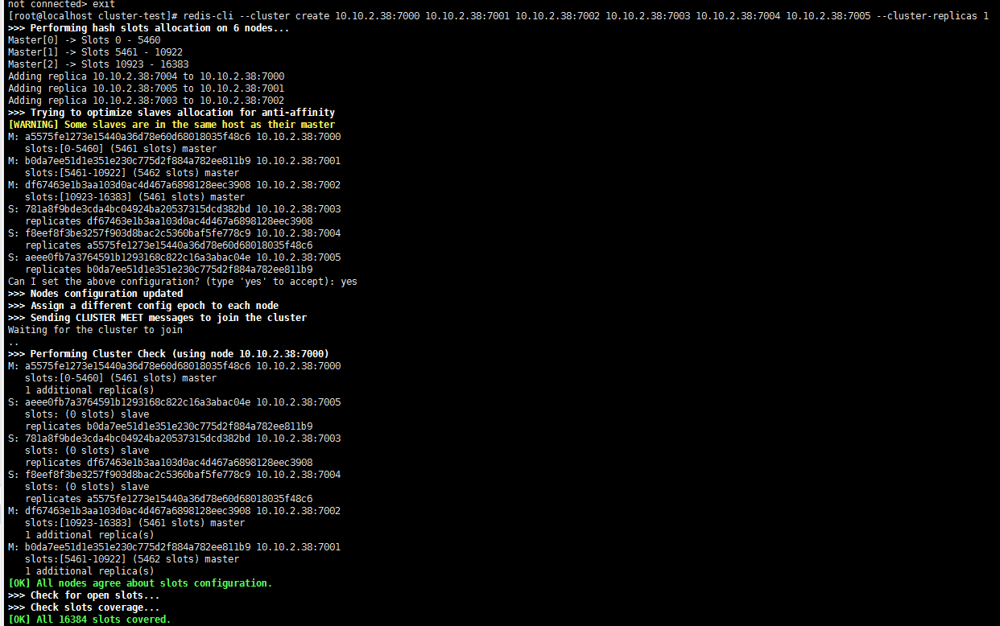 not connected> exit
[root@localhost cluster-test]# redis-cli --cluster create 10.10.2.38:7000 10.10.2.38:7001 10.10.2.38:7002 10.10.2.38:7003 10.10.2.38:7004 10.10.2.38:7005 --cluster-replicas 1
>>> Performing hash slots allocation on 6 nodes...
Master[0] -> Slots 0 - 5460
Master[1] -> Slots 5461 - 10922
Master[2] -> Slots 10923 - 16383
Adding replica 10.10.2.38:7004 to 10.10.2.38:7000
Adding replica 10.10.2.38:7005 to 10.10.2.38:7001
Adding replica 10.10.2.38:7003 to 10.10.2.38:7002
>>> Trying to optimize slaves allocation for anti-affinity
[WARNING] Some slaves are in the same host as their master
M: a5575fe1273e15440a36d78e60d68018035f48c6 10.10.2.38:7000
   slots:[0-5460] (5461 slots) master
M: b0da7ee51d1e351e230c775d2f884a782ee811b9 10.10.2.38:7001
   slots:[5461-10922] (5462 slots) master
M: df67463e1b3aa103d0ac4d467a6898128eec3908 10.10.2.38:7002
   slots:[10923-16383] (5461 slots) master
S: 781a8f9bde3cda4bc04924ba20537315dcd382bd 10.10.2.38:7003
   replicates df67463e1b3aa103d0ac4d467a6898128eec3908
S: f8eef8f3be3257f903d8bac2c5360baf5fe778c9 10.10.2.38:7004
   replicates a5575fe1273e15440a36d78e60d68018035f48c6
S: aeee0fb7a3764591b1293168c822c16a3abac04e 10.10.2.38:7005
   replicates b0da7ee51d1e351e230c775d2f884a782ee811b9
Can I set the above configuration? (type 'yes' to accept): yes
>>> Nodes configuration updated
>>> Assign a different config epoch to each node
>>> Sending CLUSTER MEET messages to join the cluster
Waiting for the cluster to join
..
>>> Performing Cluster Check (using node 10.10.2.38:7000)
M: a5575fe1273e15440a36d78e60d68018035f48c6 10.10.2.38:7000
   slots:[0-5460] (5461 slots) master
   1 additional replica(s)
S: aeee0fb7a3764591b1293168c822c16a3abac04e 10.10.2.38:7005
   slots: (0 slots) slave
   replicates b0da7ee51d1e351e230c775d2f884a782ee811b9
S: 781a8f9bde3cda4bc04924ba20537315dcd382bd 10.10.2.38:7003
   slots: (0 slots) slave
   replicates df67463e1b3aa103d0ac4d467a6898128eec3908
S: f8eef8f3be3257f903d8bac2c5360baf5fe778c9 10.10.2.38:7004
   slots: (0 slots) slave
   replicates a5575fe1273e15440a36d78e60d68018035f48c6
M: df67463e1b3aa103d0ac4d467a6898128eec3908 10.10.2.38:7002
   slots:[10923-16383] (5461 slots) master
   1 additional replica(s)
M: b0da7ee51d1e351e230c775d2f884a782ee811b9 10.10.2.38:7001
   slots:[5461-10922] (5462 slots) master
   1 additional replica(s)
[OK] All nodes agree about slots configuration.
>>> Check for open slots...
>>> Check slots coverage...
[OK] All 16384 slots covered.